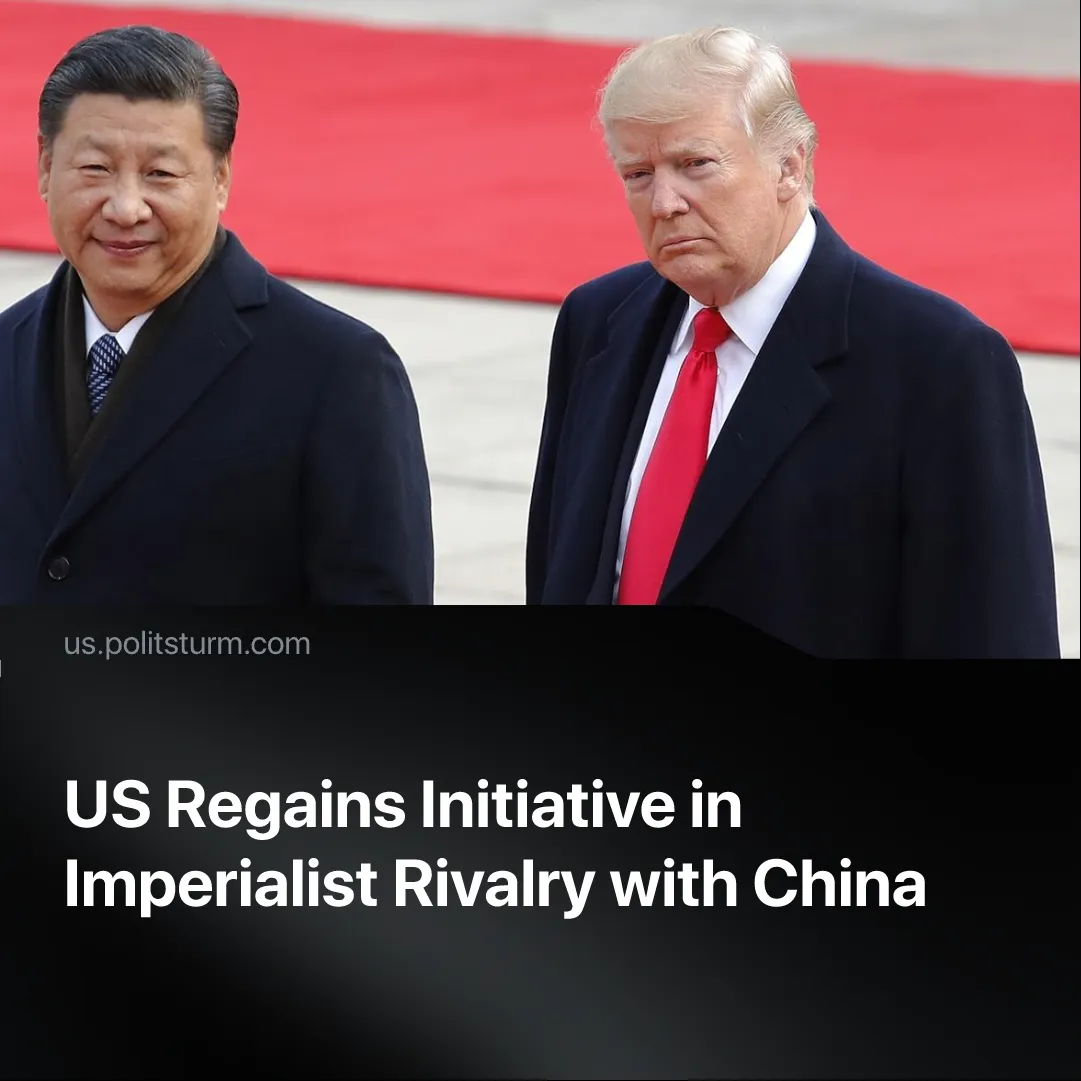 us.politsturm.com
US Regains Initiative in
Imperialist Rivalry with China